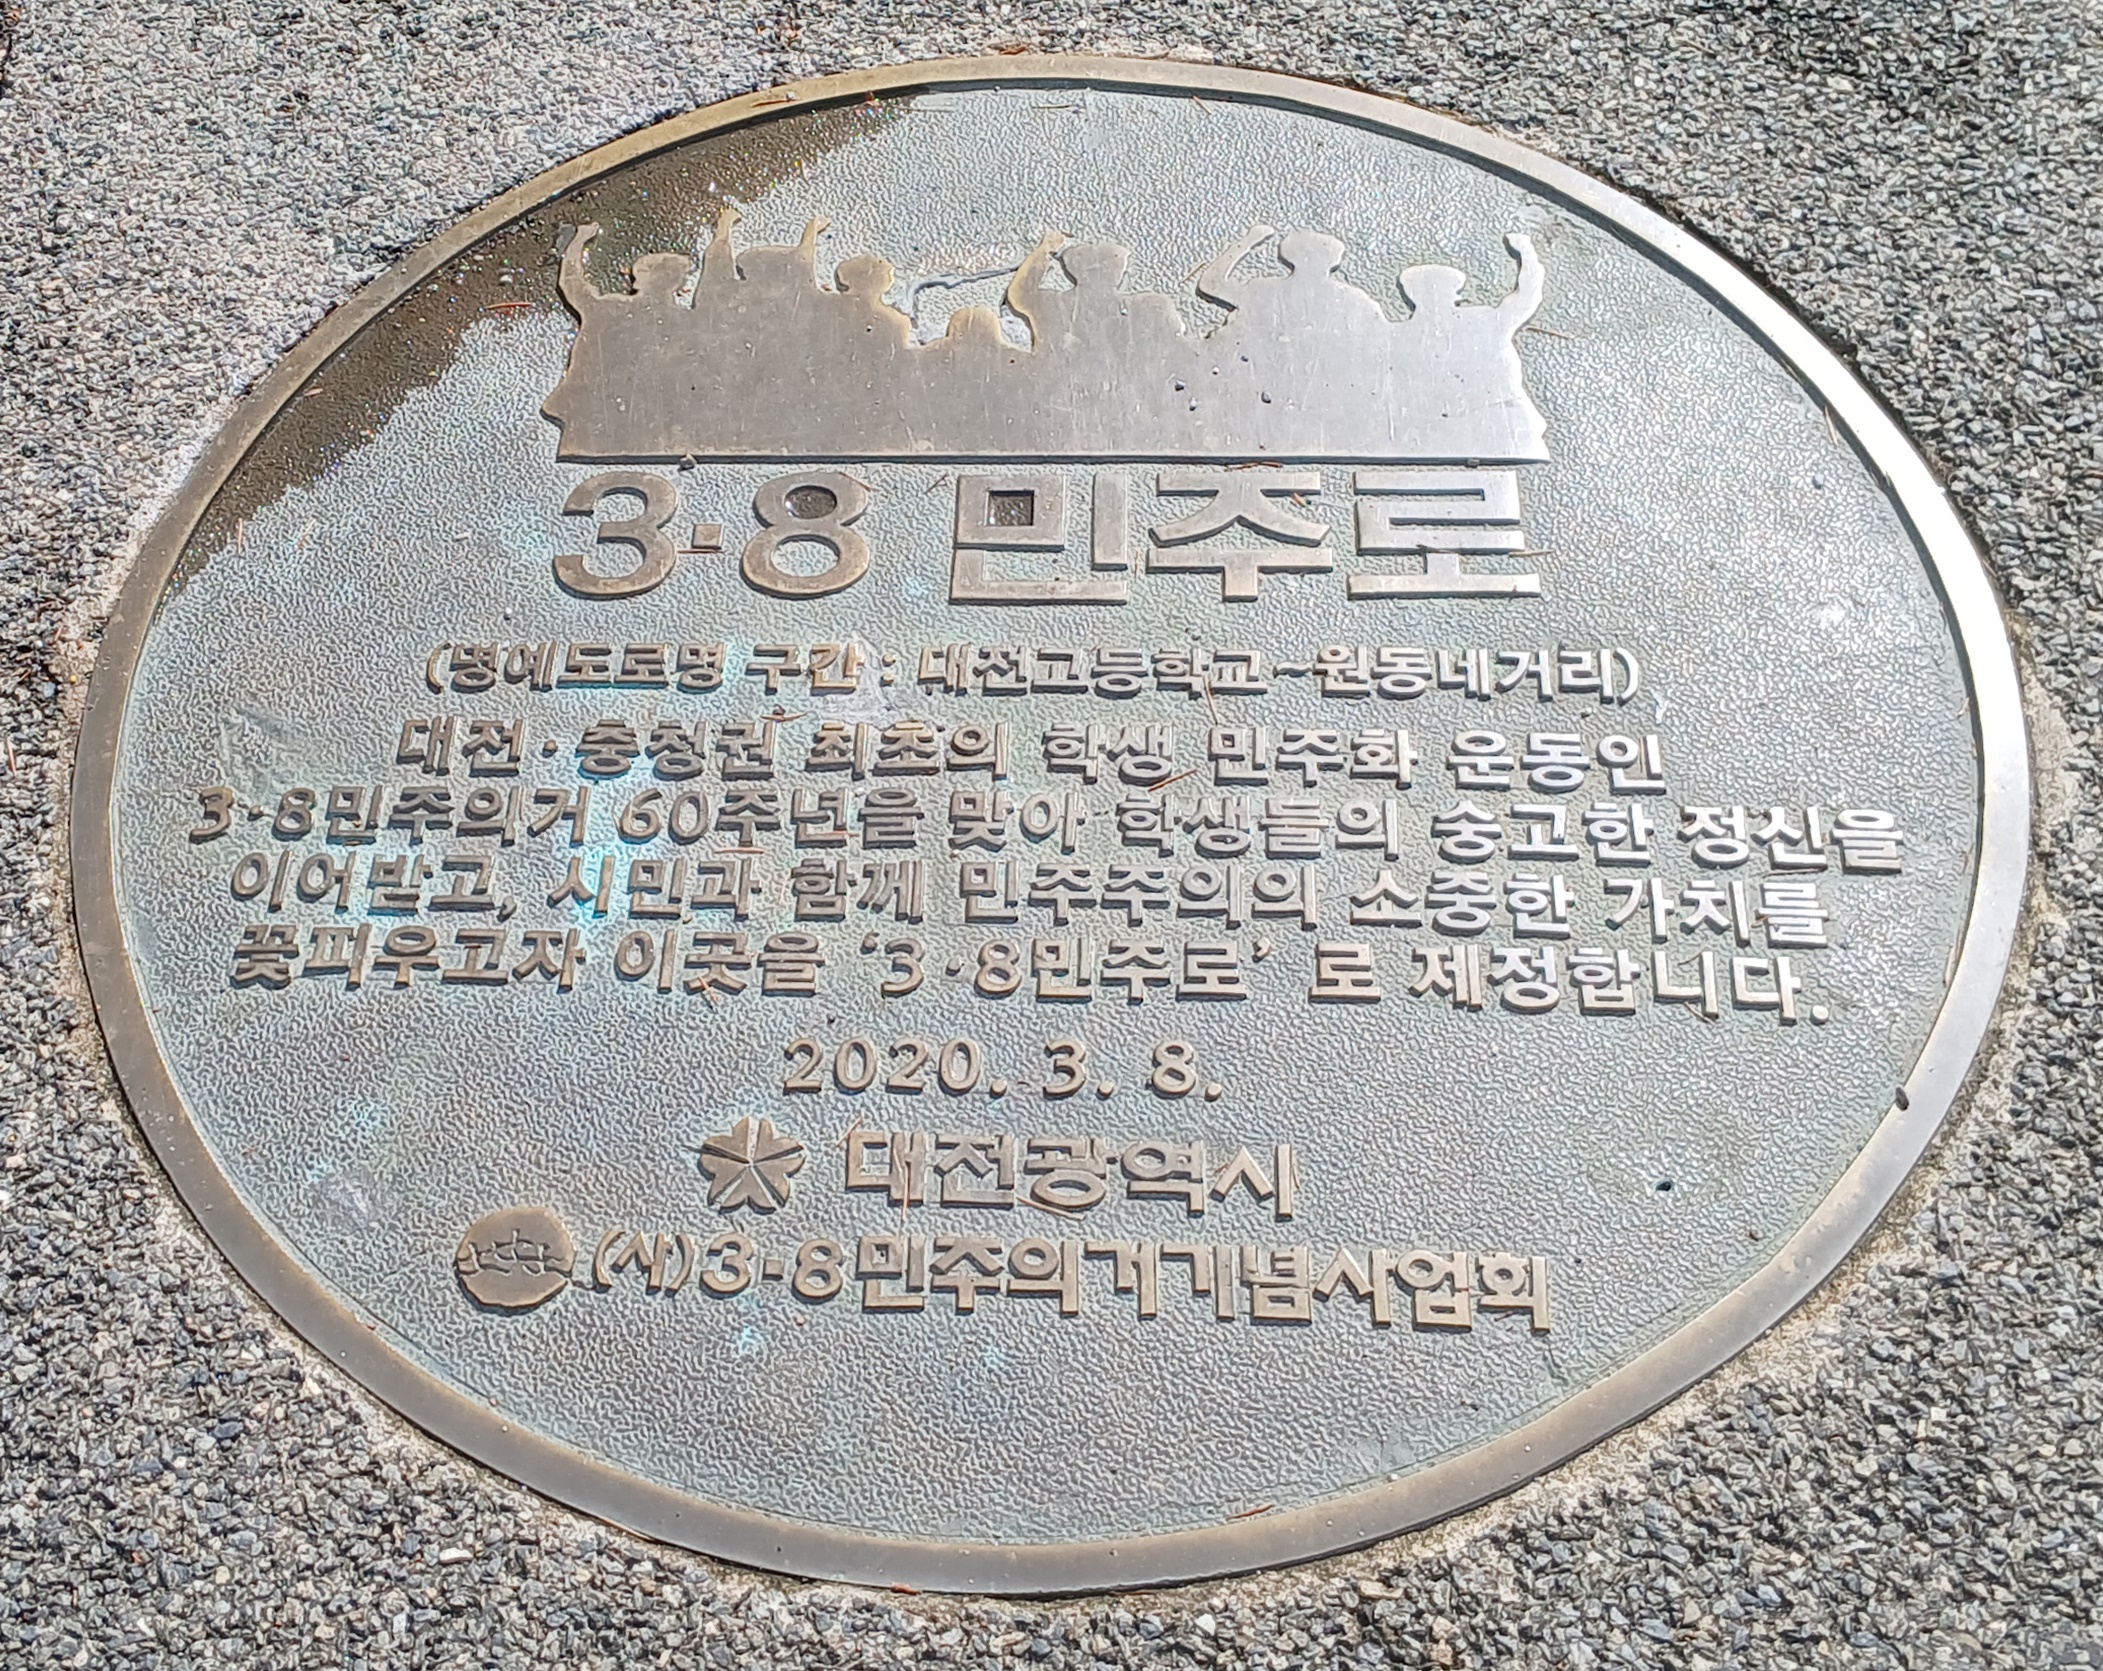 3·8 민주로
(명예도로명 구간 : 대전고등학교~원동네거리)
대전·충청권 최초의 학생 민주화 운동인
3·8민주의거 60주년을 맞아 학생들의 숭고한 정신을
이어받고, 시민과 함께 민주주의의 소중한 가치를
꽃피우고자 이곳을 '3·8민주로' 로 제정합니다.
2020. 3. 8.
대전광역시
(사)3·8민주의거기념사업회